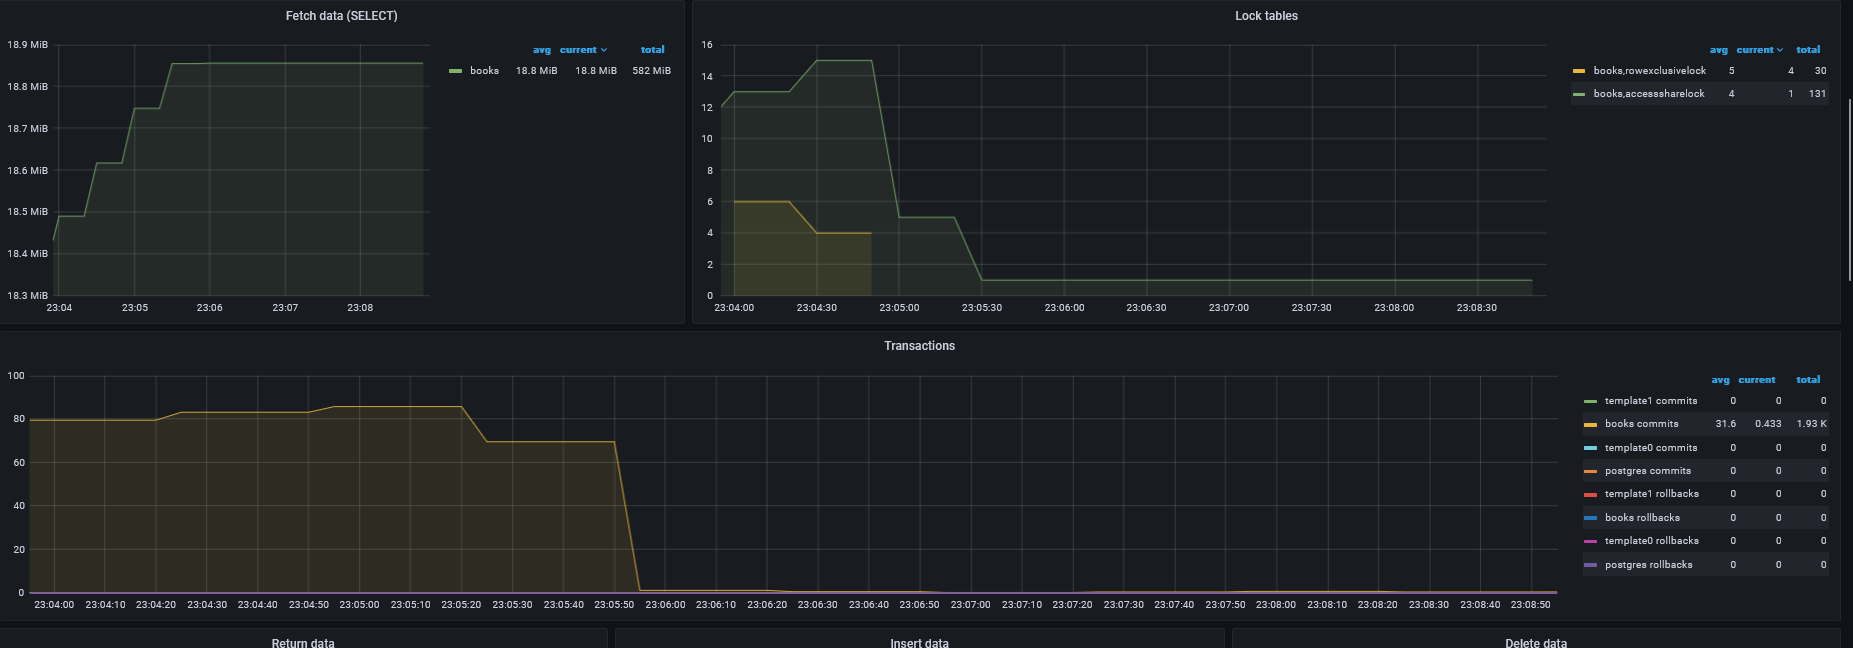 Fetch data (SELECT)
18.9 MiB
18.8 MiB
18.7 MiB
18.6 MiB
18.5 MiB
18.4 MiB
18.3 MiB
23:04 23:05 23:06 23:07 23:08
avg current total
books 18.8 MiB 18.8 MiB 582 MiB
Lock tables
16
14
12
10
8
6
4
2
0
23:04:00 23:04:30 23:05:00 23:05:30 23:06:00 23:06:30 23:07:00 23:07:30 23:08:00 23:08:30
avg current total
books,rowexclusivelock 5 4 30
books,accesssharelock 4 1 131
Transactions
100
80
60
40
20
0
23:04:00 23:04:10 23:04:20 23:04:30 23:04:40 23:04:50 23:05:00 23:05:10 23:05:20 23:05:30 23:05:40 23:05:50 23:06:00 23:06:10 23:06:20 23:06:30 23:06:40 23:06:50 23:07:00 23:07:10 23:07:20 23:07:30 23:07:40 23:07:50 23:08:00 23:08:10 23:08:20 23:08:30 23:08:40 23:08:50
avg current total
template1 commits 0 0 0
books commits 31.6 0.433 1.93 K
template0 commits 0 0 0
postgres commits 0 0 0
template1 rollbacks 0 0 0
books rollbacks 0 0 0
template0 rollbacks 0 0 0
postgres rollbacks 0 0 0
Return data
Insert data
Delete data